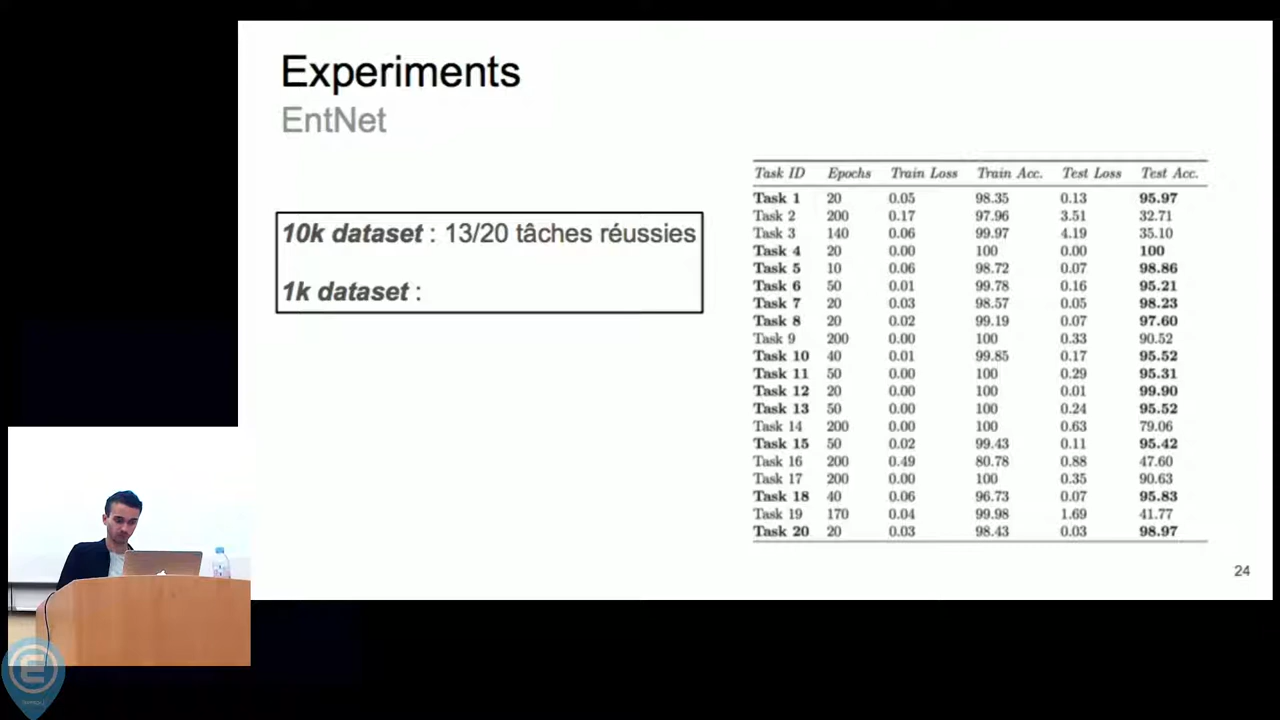 Experiments
EntNet
10k dataset : 13/20 tâches réussies
1k dataset :
Task ID Epochs Train Loss Train Acc. Test Loss Test Acc.
Task 1 20 0.05 98.35 0.13 95.97
Task 2 200 0.17 97.96 3.51 32.71
Task 3 140 0.06 99.97 4.19 35.10
Task 4 20 0.00 100 0.00 100
Task 5 10 0.06 98.72 0.07 98.86
Task 6 50 0.01 99.78 0.16 95.21
Task 7 20 0.03 98.57 0.05 98.23
Task 8 20 0.02 99.19 0.07 97.60
Task 9 200 0.00 100 0.33 90.52
Task 10 40 0.01 99.85 0.17 95.52
Task 11 50 0.00 100 0.29 95.31
Task 12 20 0.00 100 0.01 99.90
Task 13 50 0.00 100 0.24 95.52
Task 14 200 0.00 100 0.63 79.06
Task 15 50 0.02 99.43 0.11 95.42
Task 16 200 0.49 80.78 0.88 47.60
Task 17 200 0.00 100 0.35 90.63
Task 18 40 0.06 96.73 0.07 95.83
Task 19 170 0.04 99.98 1.69 41.77
Task 20 20 0.03 98.43 0.03 98.97
24